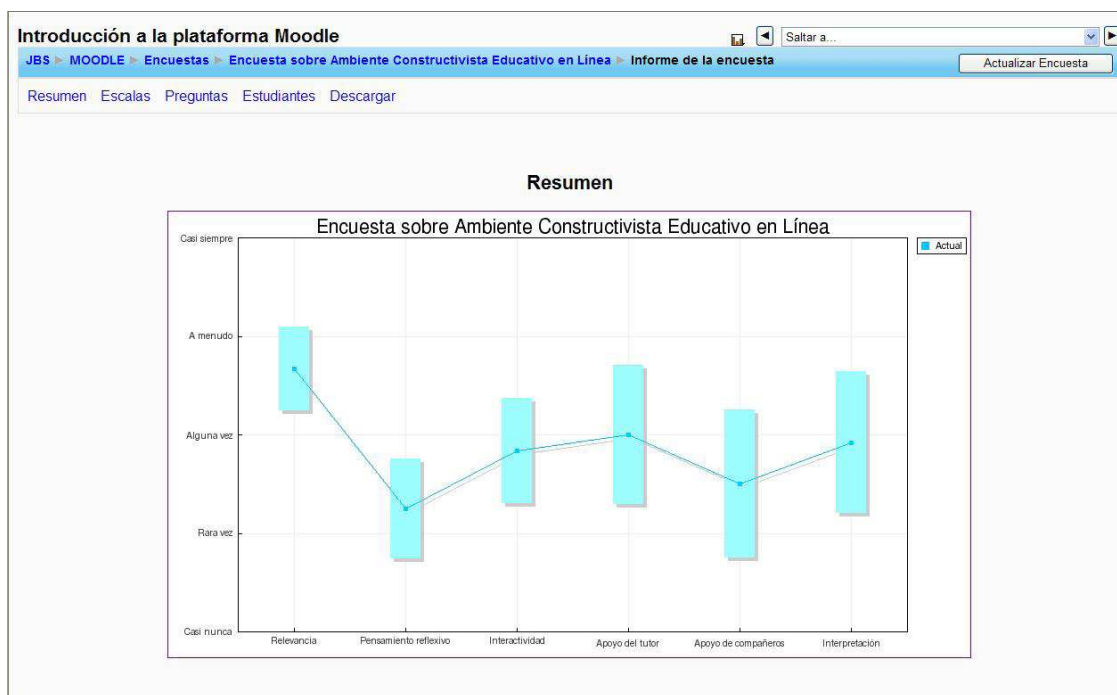 Introducción a la plataforma Moodle
Saltar a...
JBS ► MOODLE ► Encuestas ► Encuesta sobre Ambiente Constructivista Educativo en Línea ► Informe de la encuesta
Actualizar Encuesta
Resumen Escalas Preguntas Estudiantes Descargar
Resumen
Encuesta sobre Ambiente Constructivista Educativo en Línea
Casi siempre
Actual
A menudo
Alguna vez
Rara vez
Casi nunca
Relevancia Pensamiento reflexivo Interactividad Apoyo del tutor Apoyo de compañeros Interpretación